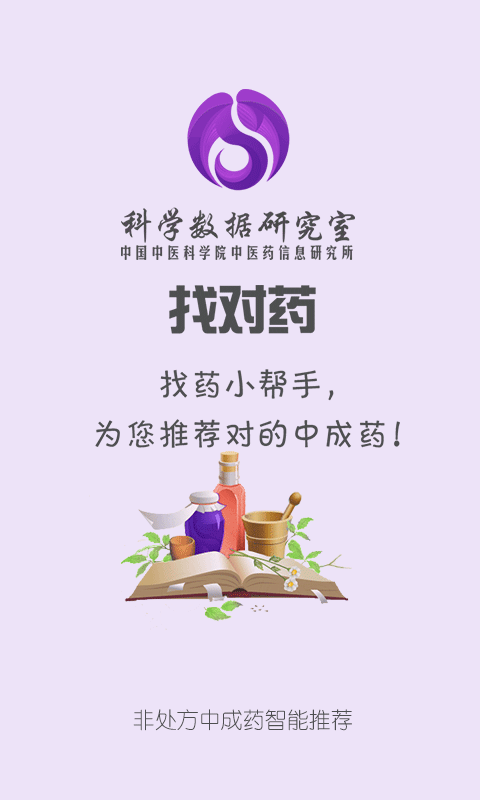 科学数据研究室
中国中医科学院中医药信息研究所
找对药
找药小帮手，
为您推荐对的中成药！
非处方中成药智能推荐